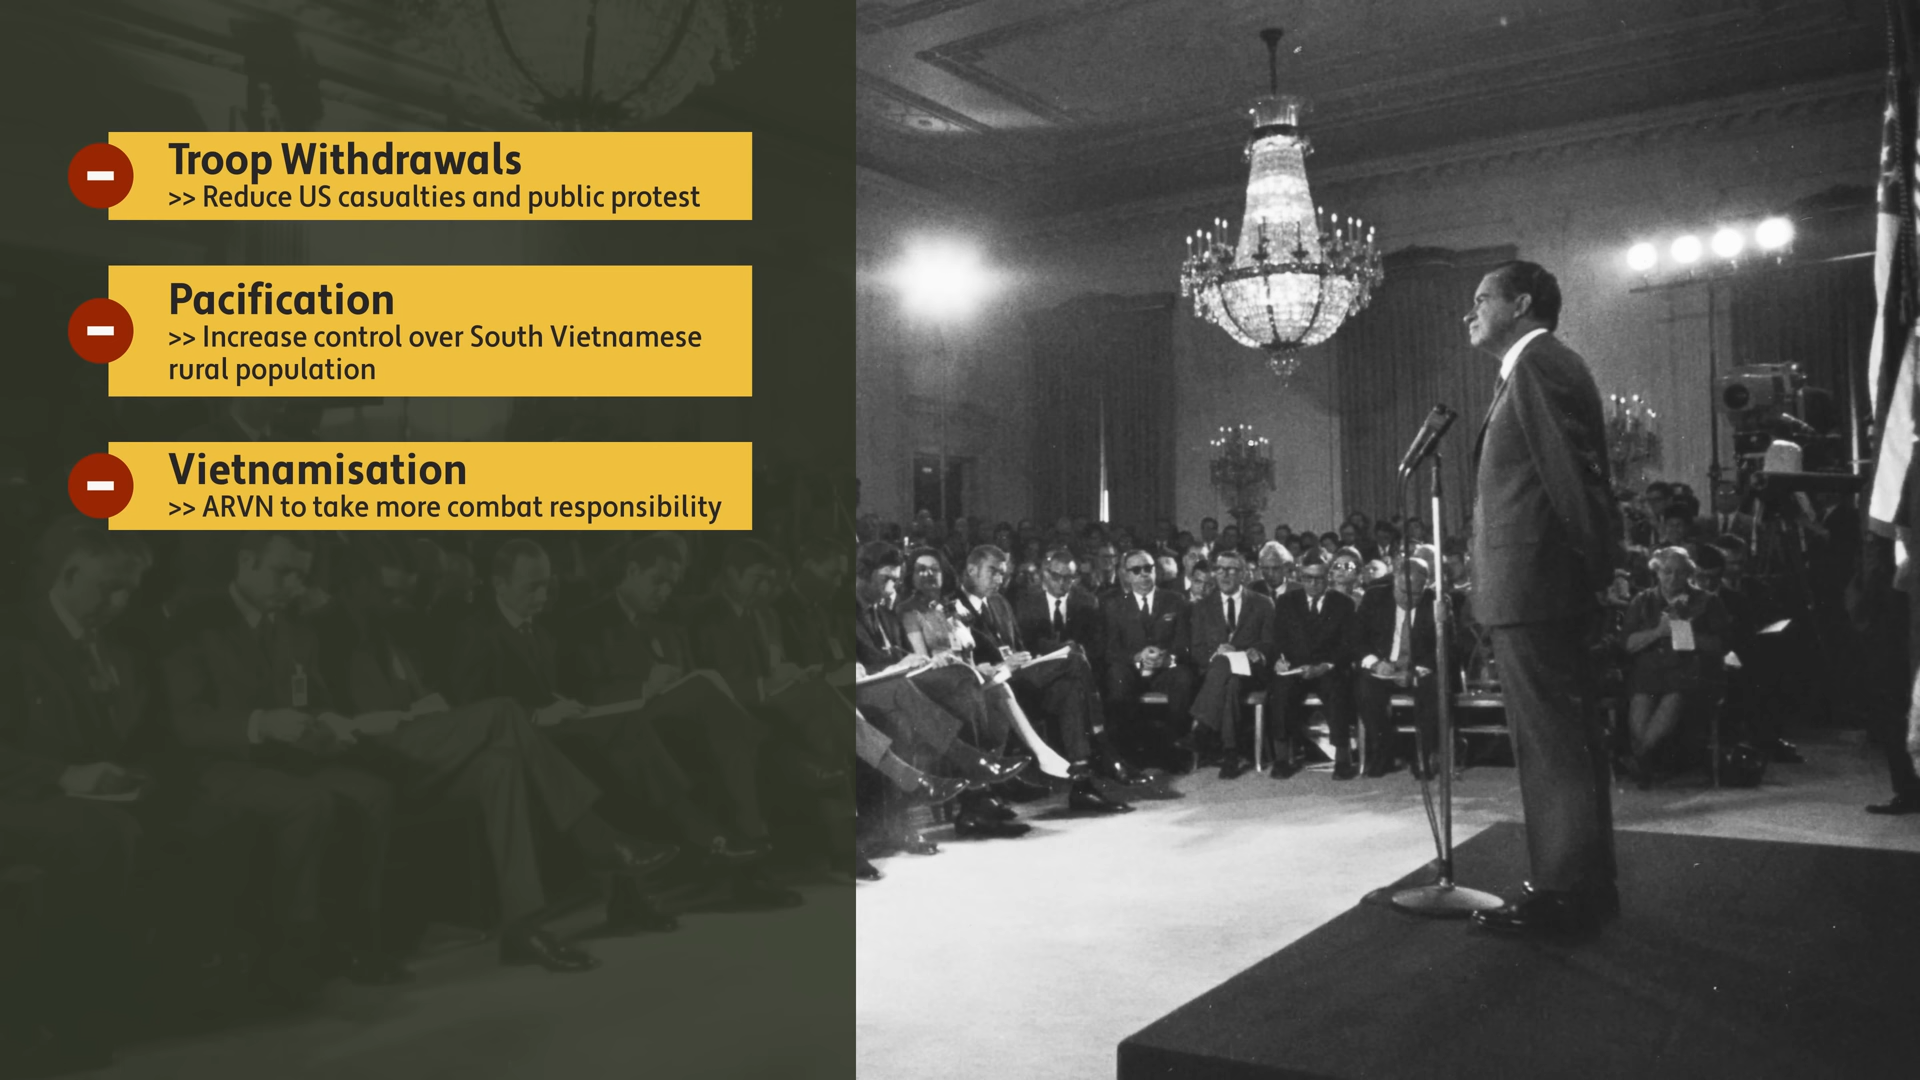 Troop Withdrawals
>> Reduce US casualties and public protest
Pacification
>> Increase control over South Vietnamese
rural population
Vietnamisation
>> ARVN to take more combat responsibility